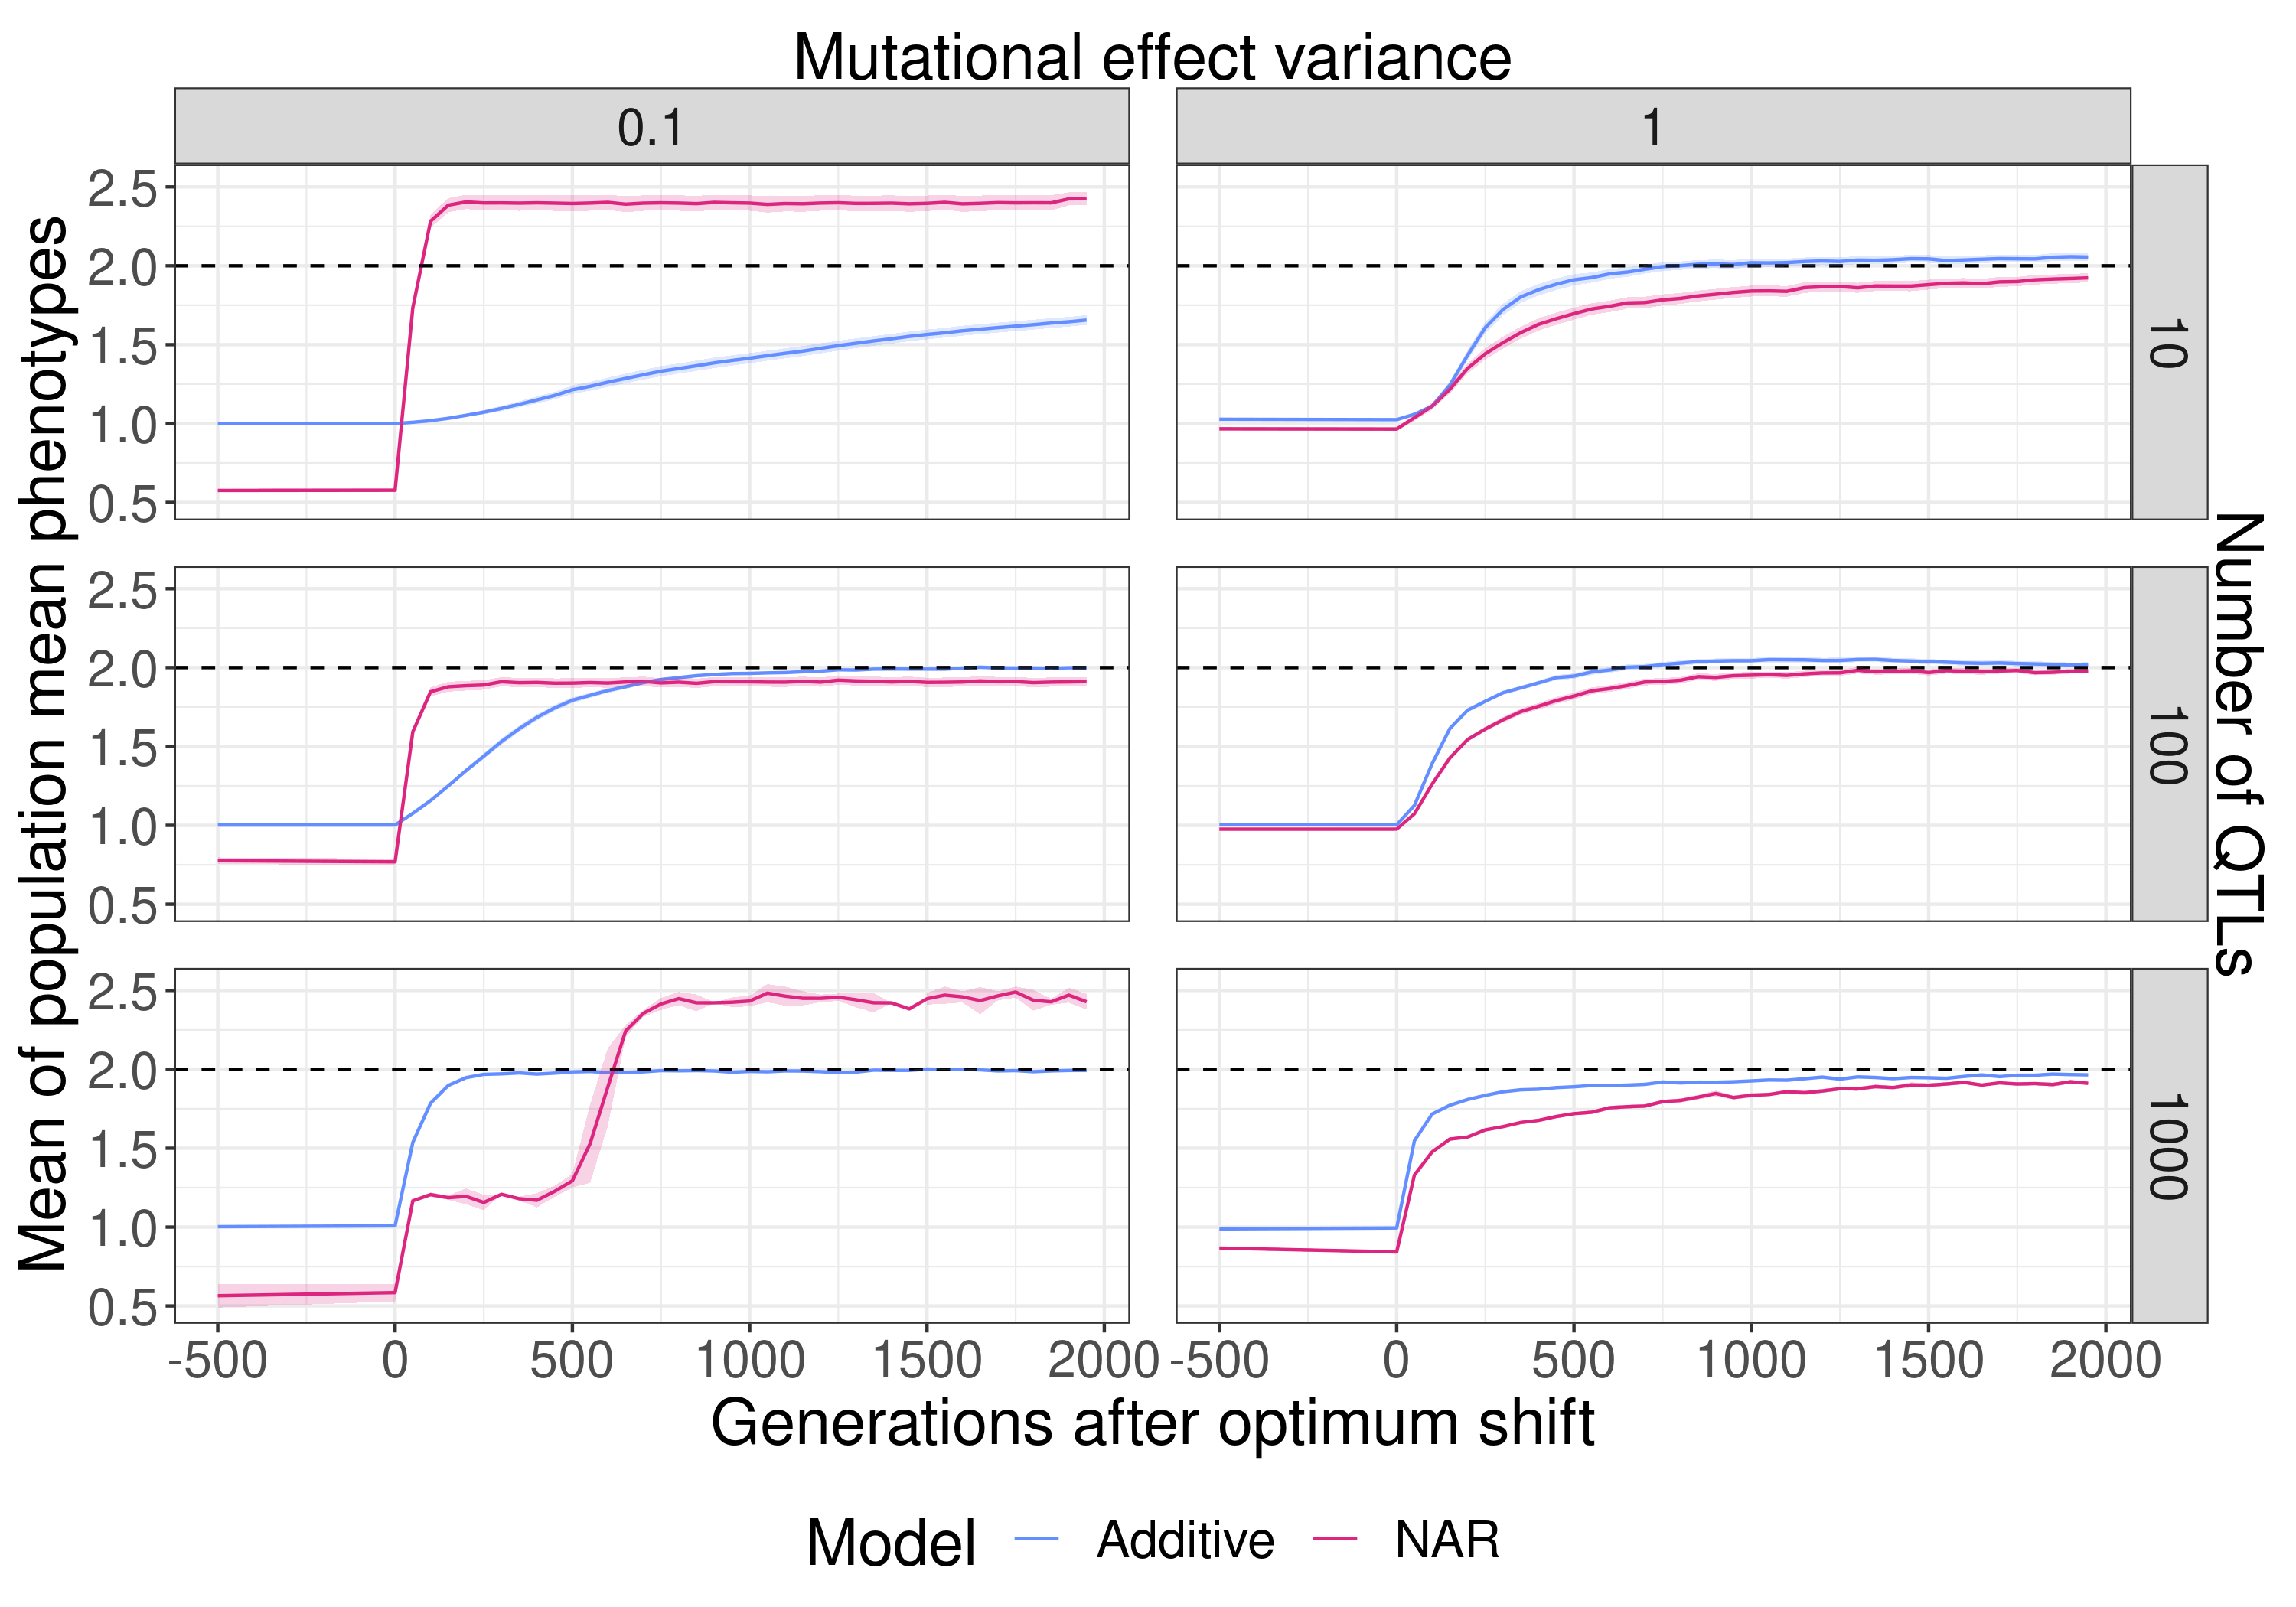 Mutational effect variance
0.1
1
Mean of population mean phenotypes
2.5
2.0
1.5
1.0
0.5
10
2.5
2.0
1.5
1.0
0.5
100
2.5
2.0
1.5
1.0
0.5
1000
Number of QTLs
-500 0 500 1000 1500 2000
-500 0 500 1000 1500 2000
Generations after optimum shift
Model Additive NAR